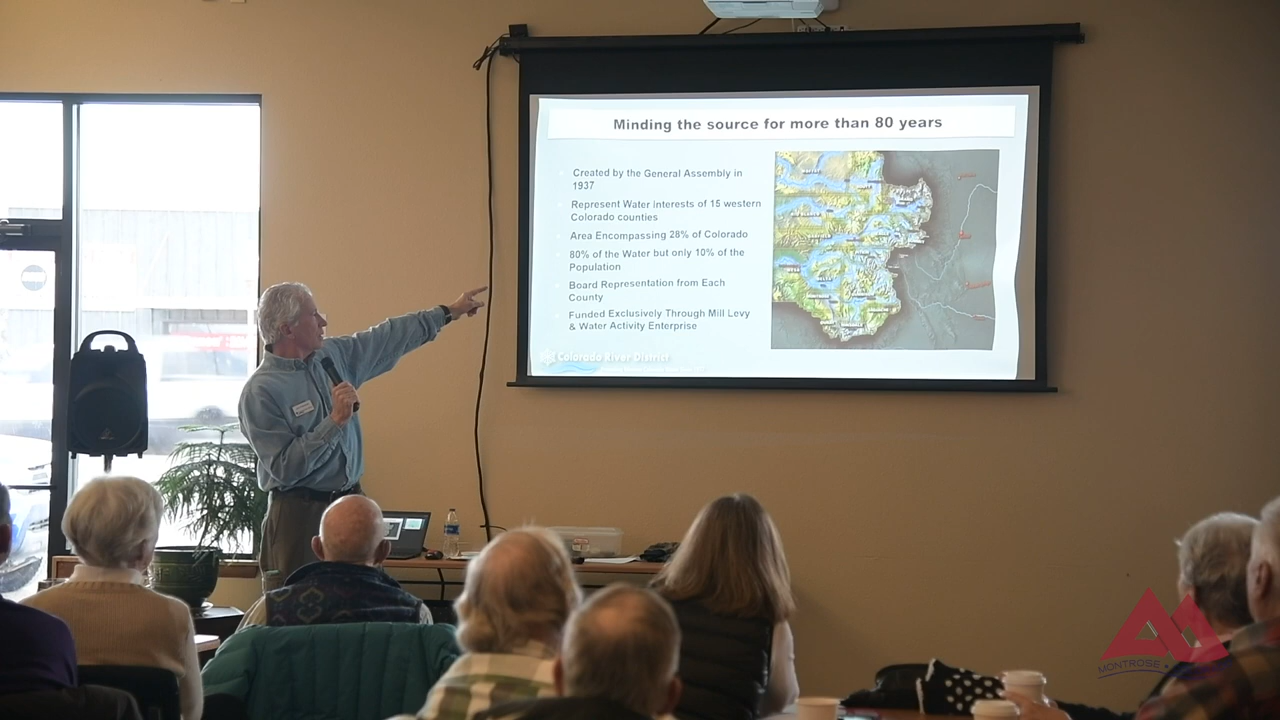 Minding the source for more than 80 years
Created by the General Assembly in
1937
Represent Water interests of 15 western
Colorado counties
Area Encompassing 28% of Colorado
80% of the Water but only 10% of the
Population
Board Representation from Each
County
Funded Exclusively Through Mill Levy
& Water Activity Enterprise
Colorado River District
MONTROSE